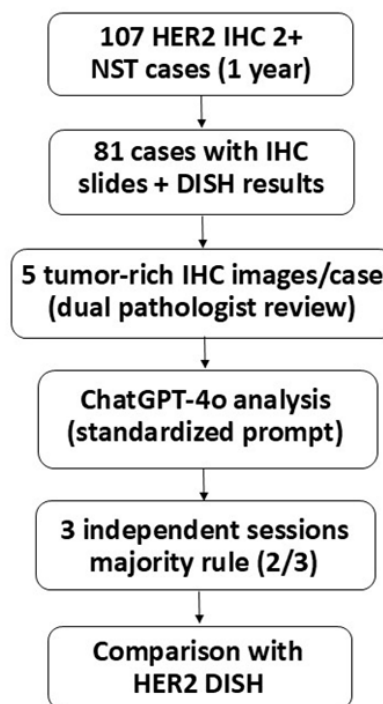 107 HER2 IHC 2+
NST cases (1 year)
81 cases with IHC
slides + DISH results
5 tumor-rich IHC images/case
(dual pathologist review)
ChatGPT-4o analysis
(standardized prompt)
3 independent sessions
majority rule (2/3)
Comparison with
HER2 DISH